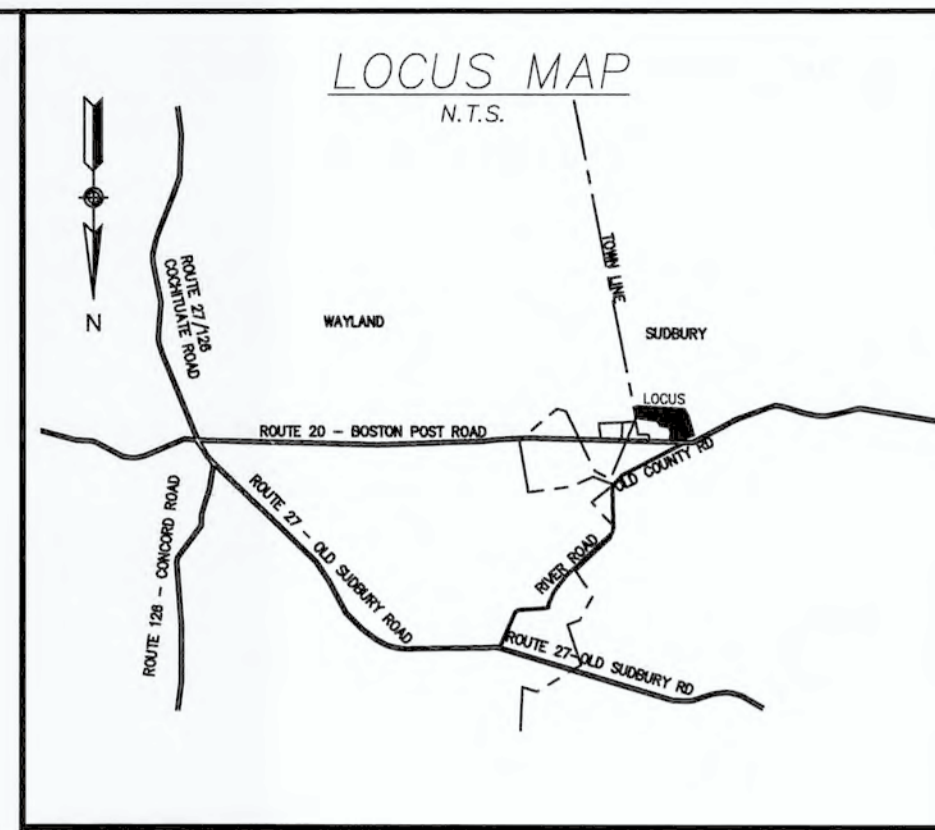 LOCUS MAP
N.T.S.
N
ROUTE 27/126
COCHITUATE ROAD
WAYLAND
TOWN LINE
SUDBURY
LOCUS
ROUTE 20 - BOSTON POST ROAD
OLD COUNTY RD
ROUTE 126 - CONCORD ROAD
ROUTE 27 - OLD SUDBURY ROAD
RIVER ROAD
ROUTE 27-OLD SUDBURY RD